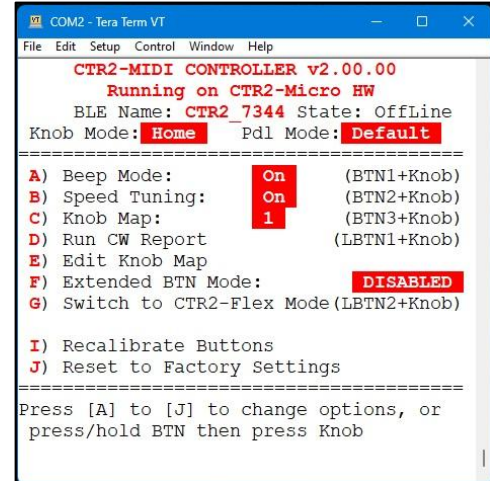 COM2 - Tera Term VT
File Edit Setup Control Window Help
CTR2-MIDI CONTROLLER v2.00.00
Running on CTR2-Micro HW
BLE Name: CTR2_7344 State: OffLine
Knob Mode: Home Pdl Mode: Default
==============================================
A) Beep Mode: On (BTN1+Knob)
B) Speed Tuning: On (BTN2+Knob)
C) Knob Map: 1 (BTN3+Knob)
D) Run CW Report (LBTN1+Knob)
E) Edit Knob Map
F) Extended BTN Mode: DISABLED
G) Switch to CTR2-Flex Mode(LBTN2+Knob)
I) Recalibrate Buttons
J) Reset to Factory Settings
==============================================
Press [A] to [J] to change options, or
press/hold BTN then press Knob